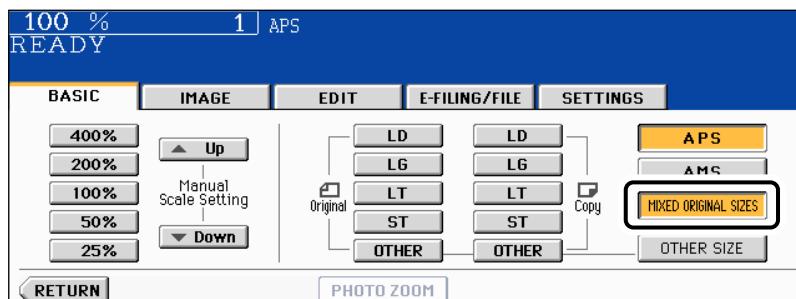 100 % 1 APS
READY
BASIC IMAGE EDIT E-FILING/FILE SETTINGS
400%
200%
100%
50%
25%
Up
Manual
Scale Setting
Down
Original
LD
LG
LT
ST
OTHER
LD
LG
LT
ST
OTHER
Copy
APS
AMS
MIXED ORIGINAL SIZES
OTHER SIZE
RETURN PHOTO ZOOM